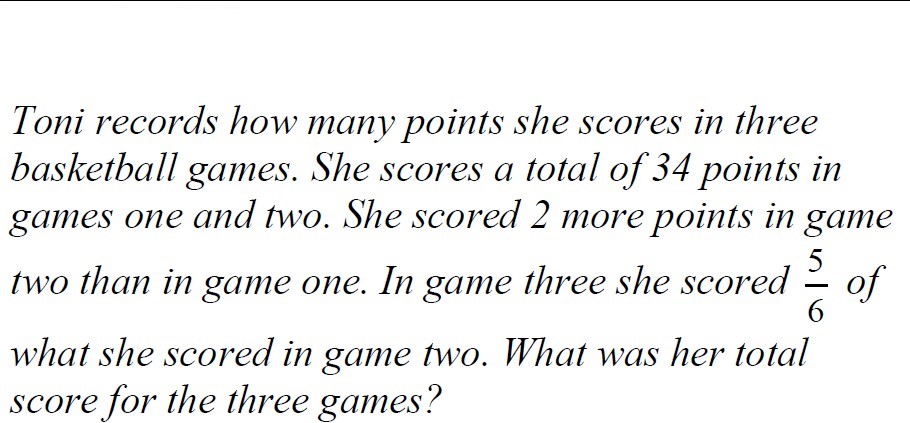 Toni records how many points she scores in three
basketball games. She scores a total of 34 points in
games one and two. She scored 2 more points in game
two than in game one. In game three she scored 5/6 of
what she scored in game two. What was her total
score for the three games?